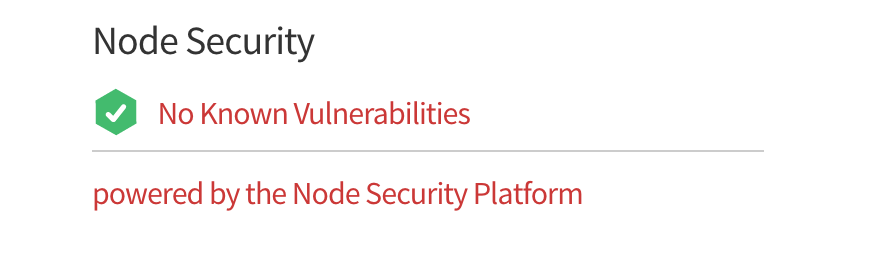 Node Security
No Known Vulnerabilities
powered by the Node Security Platform